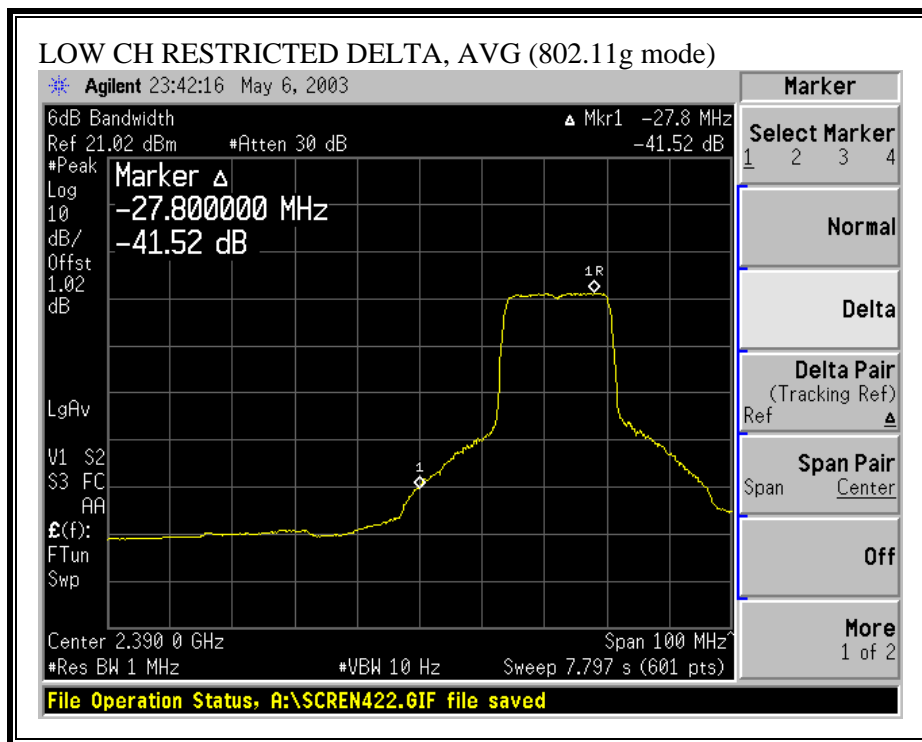 LOW CH RESTRICTED DELTA, AVG (802.11g mode)
Agilent 23:42:16 May 6, 2003
Marker
6dB Bandwidth
Δ Mkr1 -27.8 MHz
Ref 21.02 dBm #Atten 30 dB -41.52 dB
#Peak
Log
10
dB/
Offst
1.02
dB
Marker Δ
-27.800000 MHz
-41.52 dB
1R
1
LgAv
V1 S2
S3 FC
AA
£(f):
FTun
Swp
Center 2.390 0 GHz Span 100 MHz^
#Res BW 1 MHz #VBW 10 Hz Sweep 7.797 s (601 pts)
Select Marker
1 2 3 4
Normal
Delta
Delta Pair
(Tracking Ref)
Ref Δ
Span Pair
Span Center
Off
More
1 of 2
File Operation Status, A:\SCREN422.GIF file saved